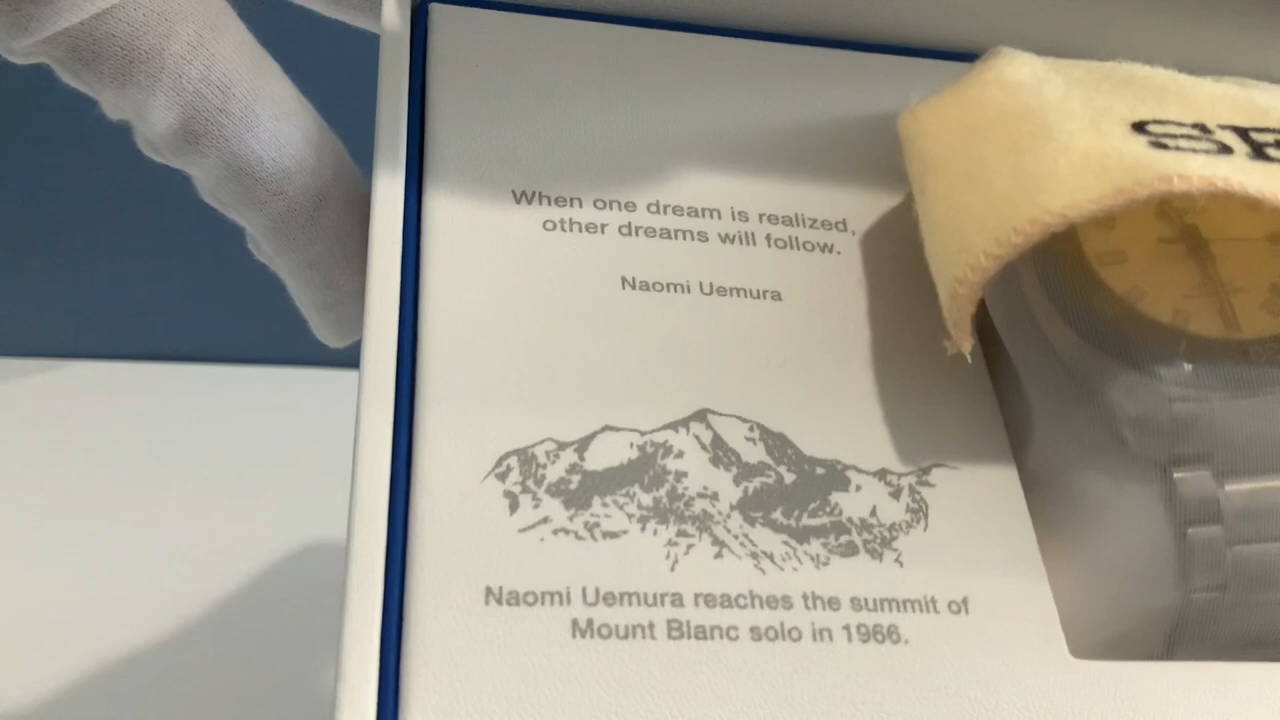 When one dream is realized,
other dreams will follow.
Naomi Uemura
Naomi Uemura reaches the summit of
Mount Blanc solo in 1966.
SE